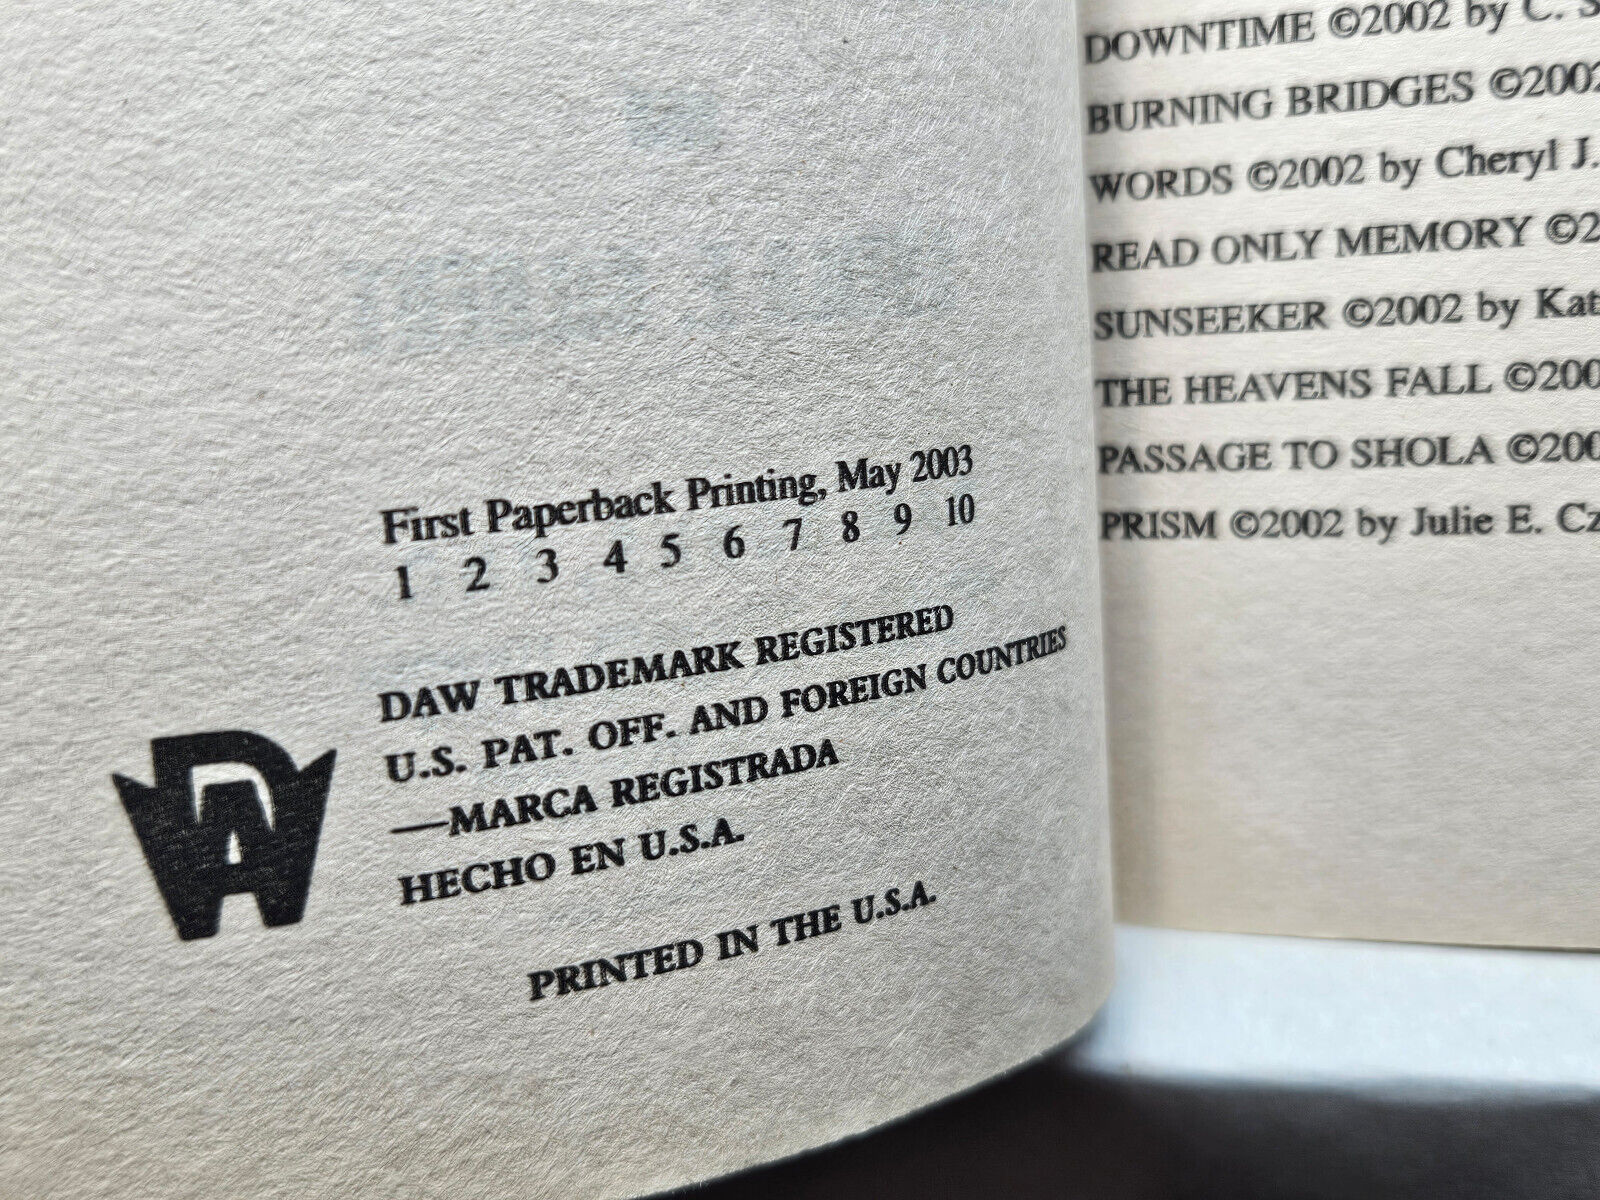 First Paperback Printing, May 2003
1 2 3 4 5 6 7 8 9 10
DAW TRADEMARK REGISTERED
U.S. PAT. OFF. AND FOREIGN COUNTRIES
—MARCA REGISTRADA
HECHO EN U.S.A.
PRINTED IN THE U.S.A.
DAW
DOWNTIME ©2002 by C. S
BURNING BRIDGES ©2002
WORDS ©2002 by Cheryl J.
READ ONLY MEMORY ©2
SUNSEEKER ©2002 by Kat
THE HEAVENS FALL ©200
PASSAGE TO SHOLA ©200
PRISM ©2002 by Julie E. Cz